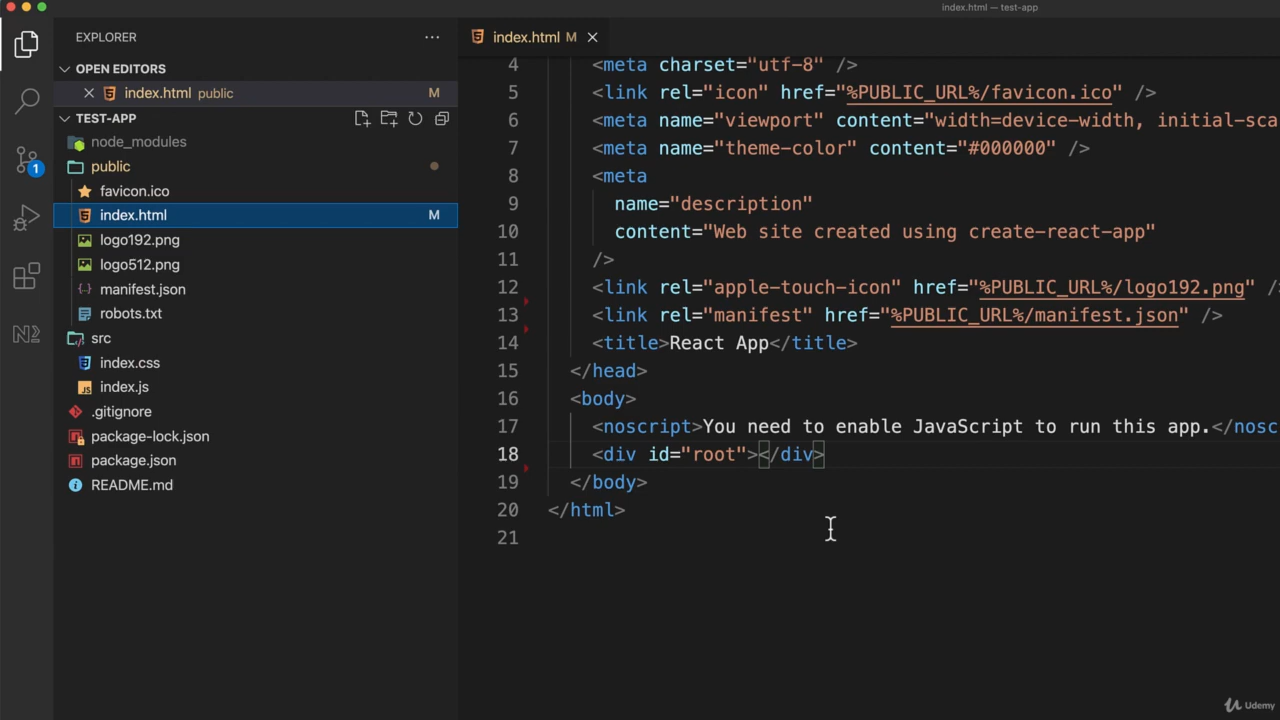 index.html — test-app
EXPLORER
OPEN EDITORS
index.html public M
TEST-APP
node_modules
public
favicon.ico
index.html M
logo192.png
logo512.png
manifest.json
robots.txt
src
index.css
JS index.js
.gitignore
package-lock.json
package.json
README.md
1
index.html M
4 <meta charset="utf-8" />
5 <link rel="icon" href="%PUBLIC_URL%/favicon.ico" />
6 <meta name="viewport" content="width=device-width, initial-sca
7 <meta name="theme-color" content="#000000" />
8 <meta
9 name="description"
10 content="Web site created using create-react-app"
11 />
12 <link rel="apple-touch-icon" href="%PUBLIC_URL%/logo192.png" />
13 <link rel="manifest" href="%PUBLIC_URL%/manifest.json" />
14 <title>React App</title>
15 </head>
16 <body>
17 <noscript>You need to enable JavaScript to run this app.</nosc
18 <div id="root"></div>
19 </body>
20 </html>
21
Udemy